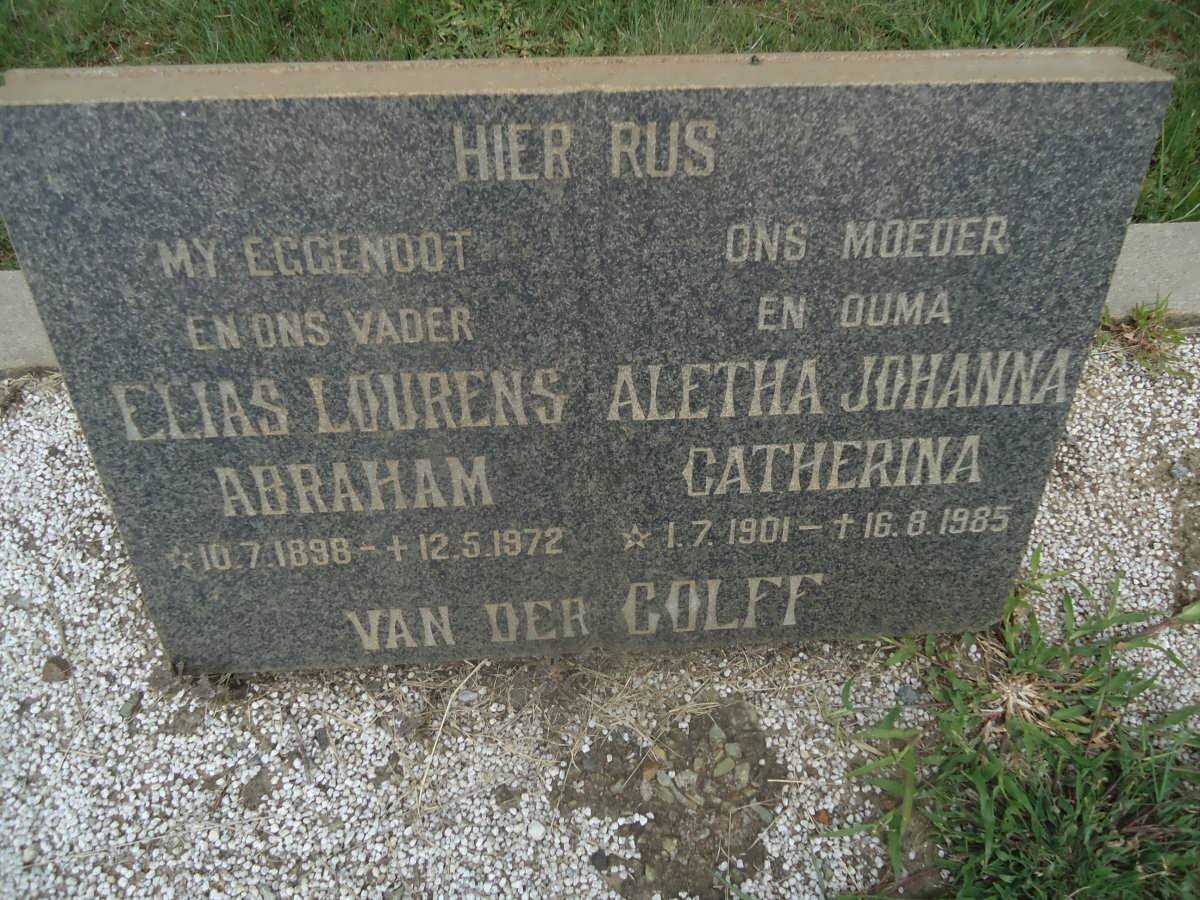 HIER RUS
MY EGGENOOT
EN ONS VADER
ELIAS LOURENS
ABRAHAM
☆10.7.1898 - ✝12.5.1972
ONS MOEDER
EN OUMA
ALETHA JOHANNA
CATHERINA
☆ 1.7.1901 - ✝ 16.8.1985
VAN DER COLFF